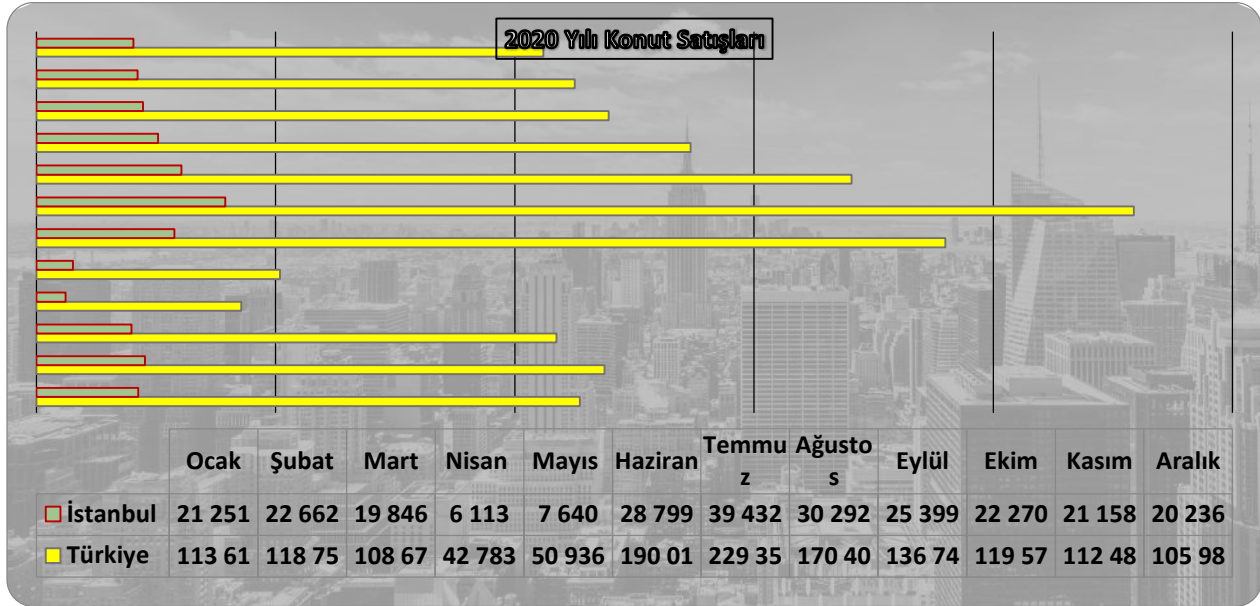 2020 Yılı Konut Satışları
Ocak Şubat Mart Nisan Mayıs Haziran Temmu Ağusto Eylül Ekim Kasım Aralık
z s
İstanbul 21 251 22 662 19 846 6 113 7 640 28 799 39 432 30 292 25 399 22 270 21 158 20 236
Türkiye 113 61 118 75 108 67 42 783 50 936 190 01 229 35 170 40 136 74 119 57 112 48 105 98